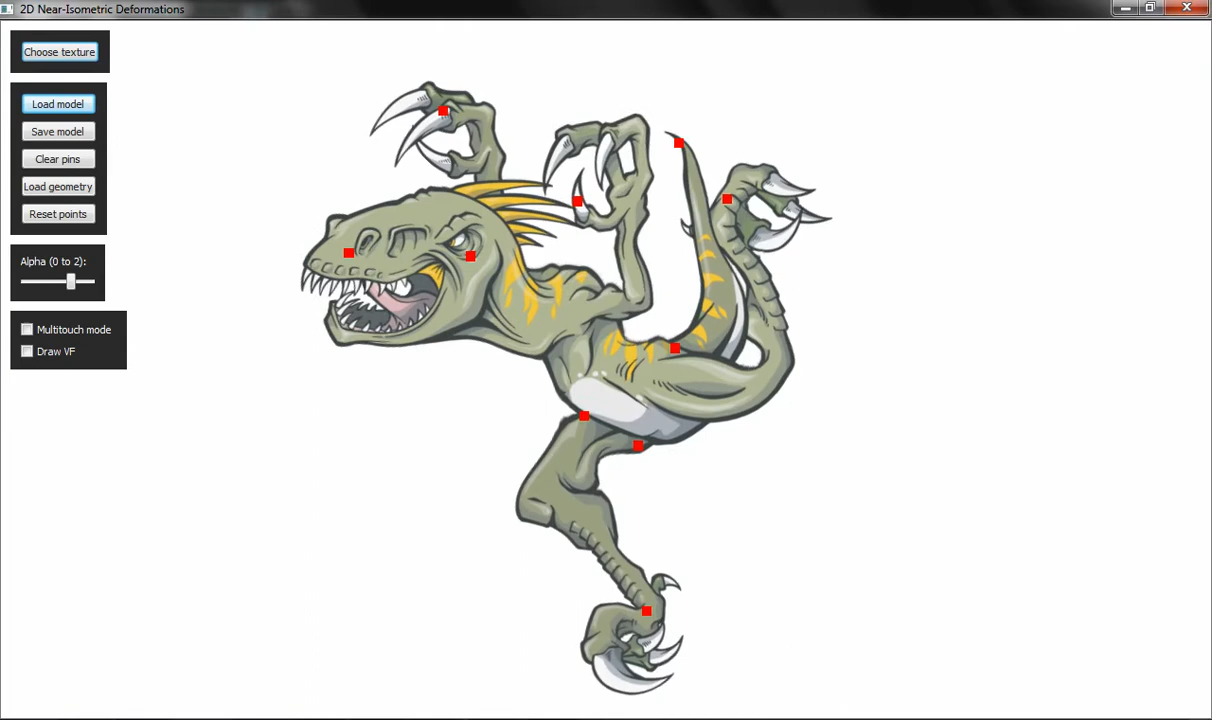 2D Near-Isometric Deformations
Choose texture
Load model
Save model
Clear pins
Load geometry
Reset points
Alpha (0 to 2):
Multitouch mode
Draw VF